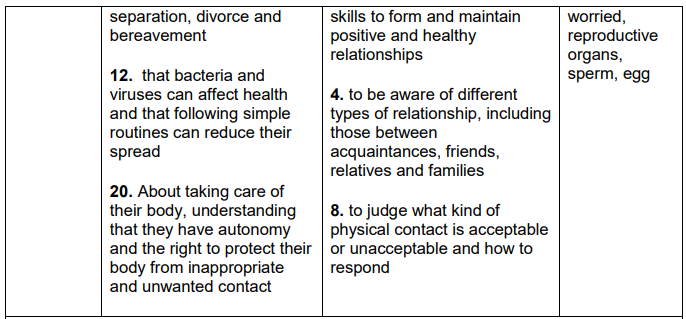 separation, divorce and
bereavement
12.  that bacteria and
viruses can affect health
and that following simple
routines can reduce their
spread
20. About taking care of
their body, understanding
that they have autonomy
and the right to protect their
body from inappropriate
and unwanted contact
skills to form and maintain
positive and healthy
relationships
4. to be aware of different
types of relationship, including
those between
acquaintances, friends,
relatives and families
8. to judge what kind of
physical contact is acceptable
or unacceptable and how to
respond
worried,
reproductive
organs,
sperm, egg